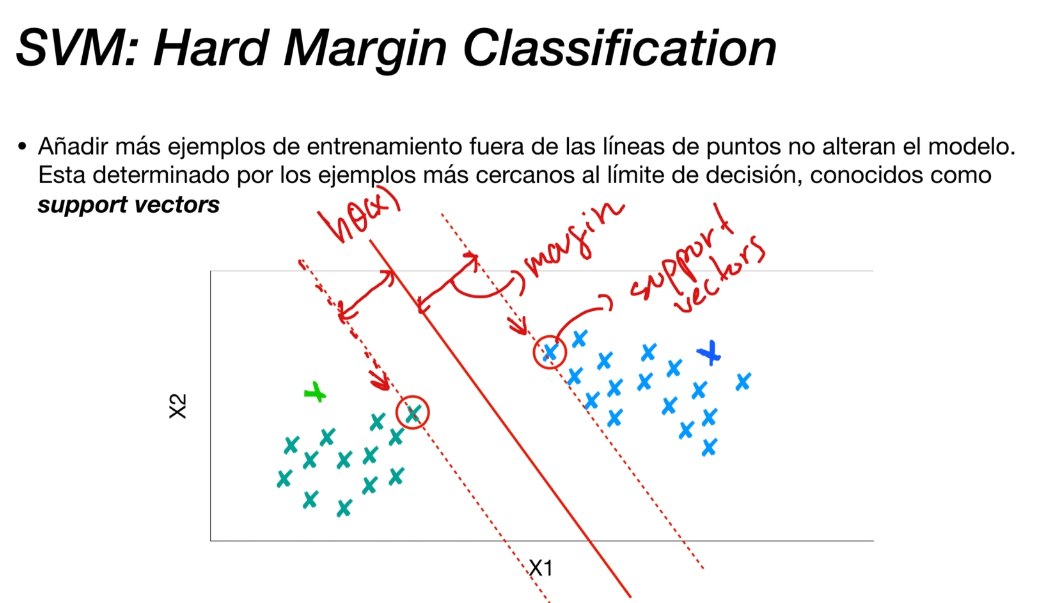 SVM: Hard Margin Classification
• Añadir más ejemplos de entrenamiento fuera de las líneas de puntos no alteran el modelo.
Esta determinado por los ejemplos más cercanos al límite de decisión, conocidos como
support vectors
hθ(x)
margin
support
vectors
X2
X1